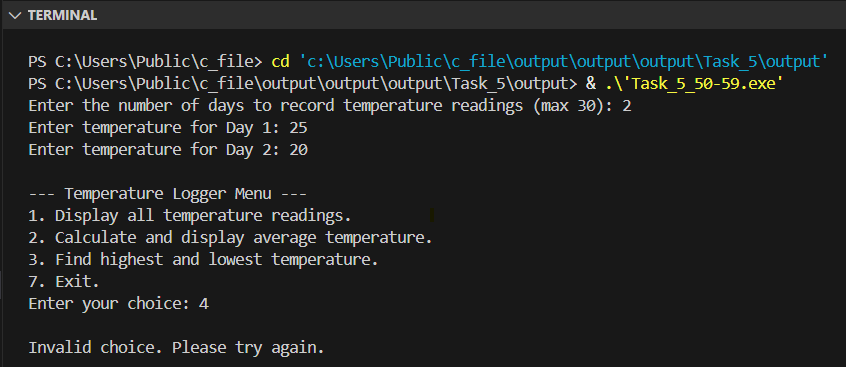 TERMINAL
PS C:\Users\Public\c_file> cd 'c:\Users\Public\c_file\output\output\output\Task_5\output'
PS C:\Users\Public\c_file\output\output\output\Task_5\output> & .\'Task_5_50-59.exe'
Enter the number of days to record temperature readings (max 30): 2
Enter temperature for Day 1: 25
Enter temperature for Day 2: 20
--- Temperature Logger Menu ---
1. Display all temperature readings.
2. Calculate and display average temperature.
3. Find highest and lowest temperature.
7. Exit.
Enter your choice: 4
Invalid choice. Please try again.